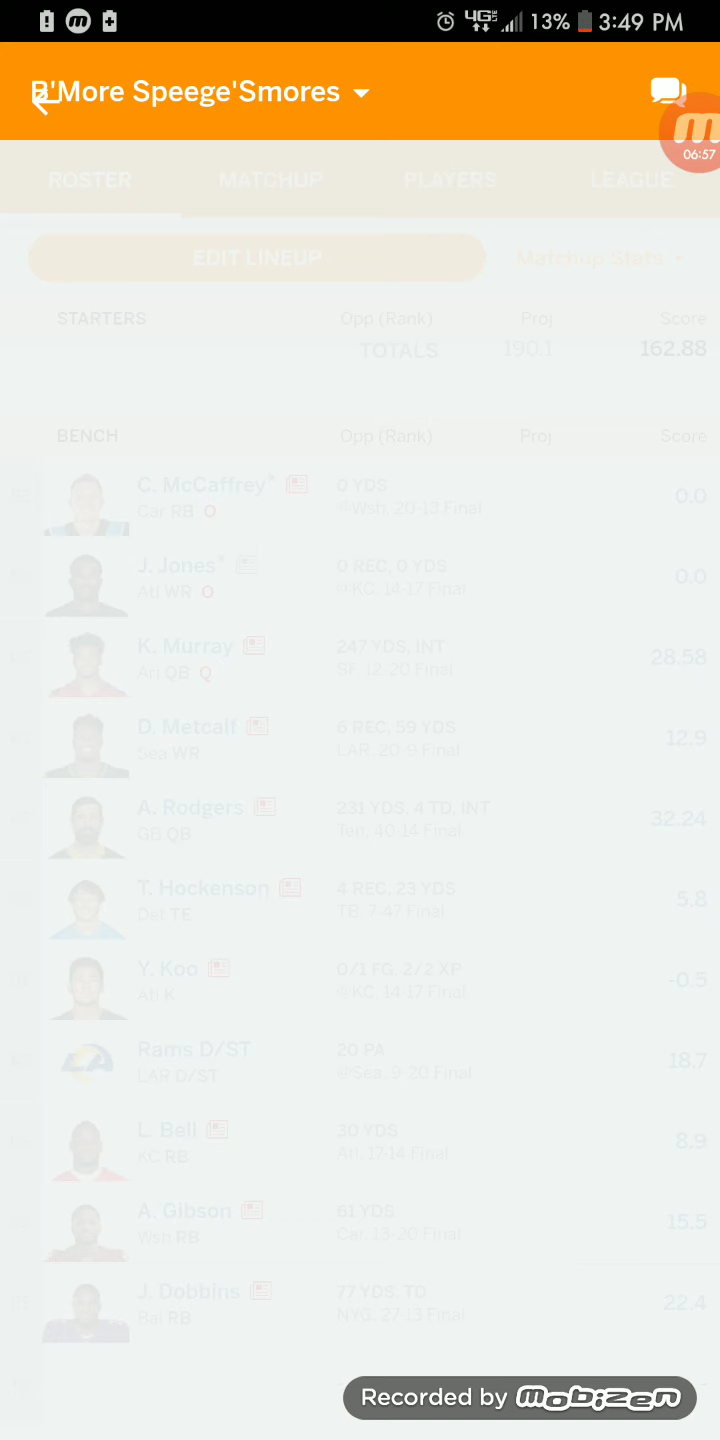 4G LTE 13% 3:49 PM
B'More Speege'Smores
06:57
ROSTER MATCHUP PLAYERS LEAGUE
EDIT LINEUP Matchup Stats
STARTERS Opp (Rank) Proj Score
TOTALS 190.1 162.88
BENCH Opp (Rank) Proj Score
C. McCaffrey* 0 YDS 0.0
Car RB O @Wsh, 20-13 Final
J. Jones* 0 REC, 0 YDS 0.0
Atl WR O @KC, 14-17 Final
K. Murray 247 YDS, INT 28.58
Ari QB Q SF, 12-20 Final
D. Metcalf 6 REC, 59 YDS 12.9
Sea WR LAR, 20-9 Final
A. Rodgers 231 YDS, 4 TD, INT 32.24
GB QB Ten, 40-14 Final
T. Hockenson 4 REC, 23 YDS 5.8
Det TE TB, 7-47 Final
Y. Koo 0/1 FG, 2/2 XP -0.5
Atl K @KC, 14-17 Final
Rams D/ST 20 PA 18.7
LAR D/ST @Sea, 9-20 Final
L. Bell 30 YDS 8.9
KC RB Atl, 17-14 Final
A. Gibson 61 YDS 15.5
Wsh RB Car, 13-20 Final
J. Dobbins 77 YDS, TD 22.4
Bal RB NYG, 27-13 Final
Recorded by mobizen